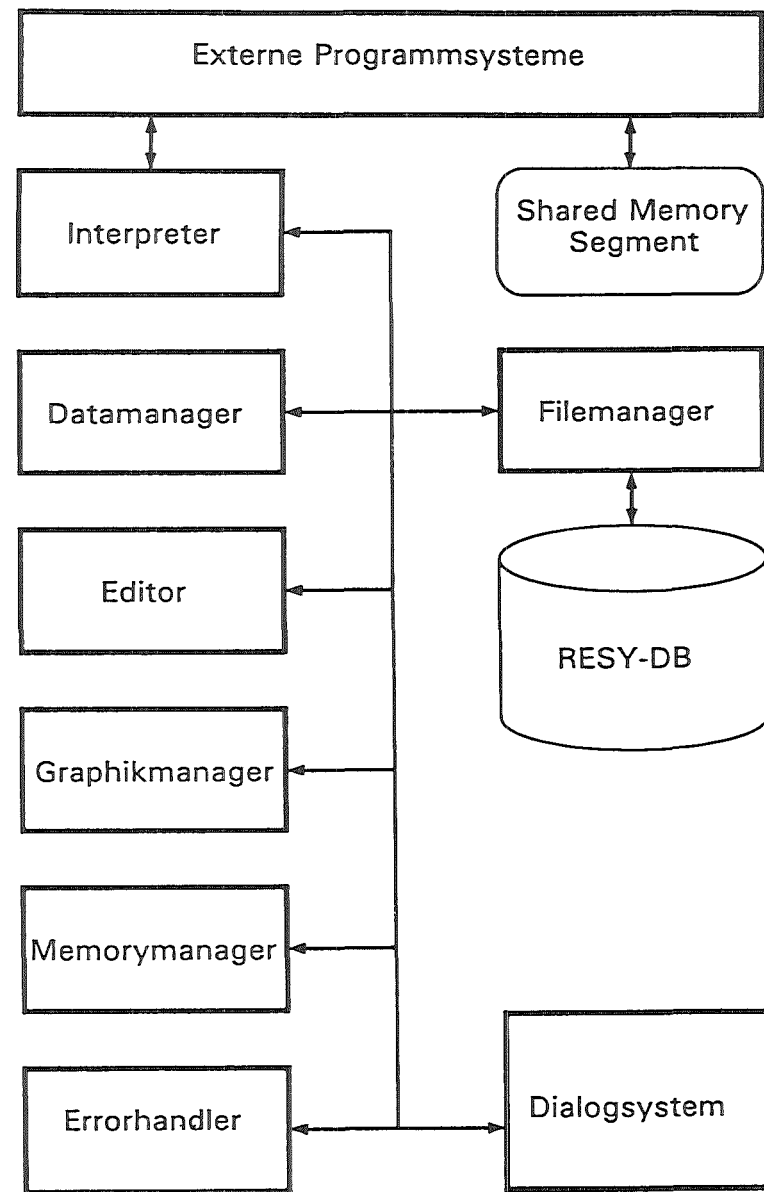 Externe Programmsysteme
Interpreter
Shared Memory
Segment
Datamanager
Filemanager
Editor
RESY-DB
Graphikmanager
Memorymanager
Errorhandler
Dialogsystem